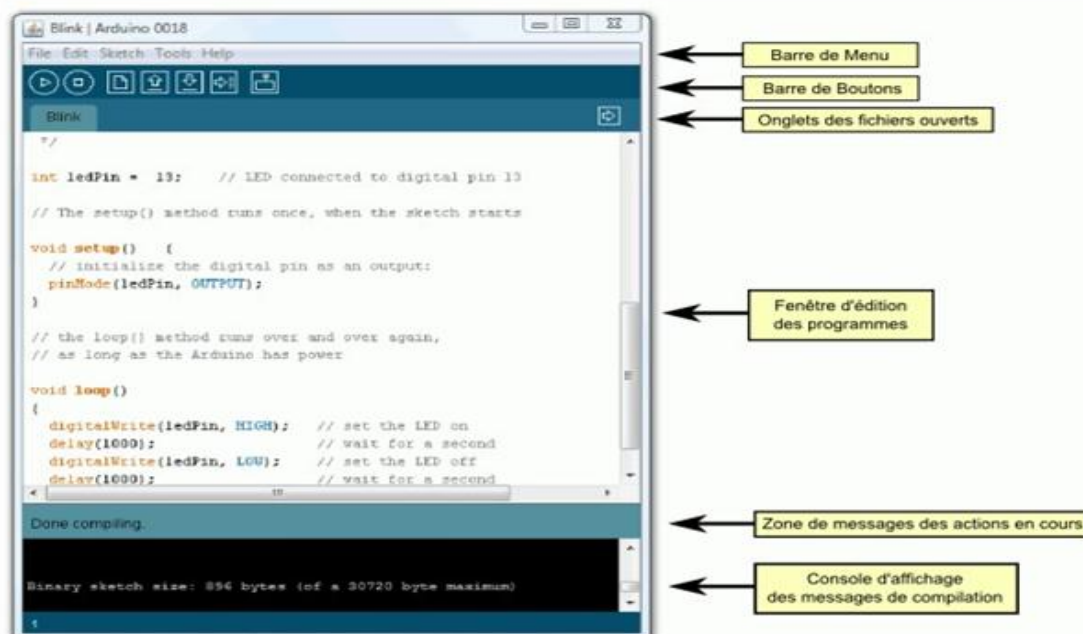 Blink | Arduino 0018
File Edit Sketch Tools Help
Barre de Menu
Barre de Boutons
Blink
Onglets des fichiers ouverts
*/
int ledPin = 13; // LED connected to digital pin 13
// The setup() method runs once, when the sketch starts
void setup() {
// initialize the digital pin as an output:
pinMode(ledPin, OUTPUT);
}
Fenêtre d'édition
des programmes
// the loop() method runs over and over again,
// as long as the Arduino has power
void loop()
{
digitalWrite(ledPin, HIGH); // set the LED on
delay(1000); // wait for a second
digitalWrite(ledPin, LOW); // set the LED off
delay(1000); // wait for a second
Done compiling.
Zone de messages des actions en cours
Binary sketch size: 896 bytes (of a 30720 byte maximum)
Console d'affichage
des messages de compilation
1